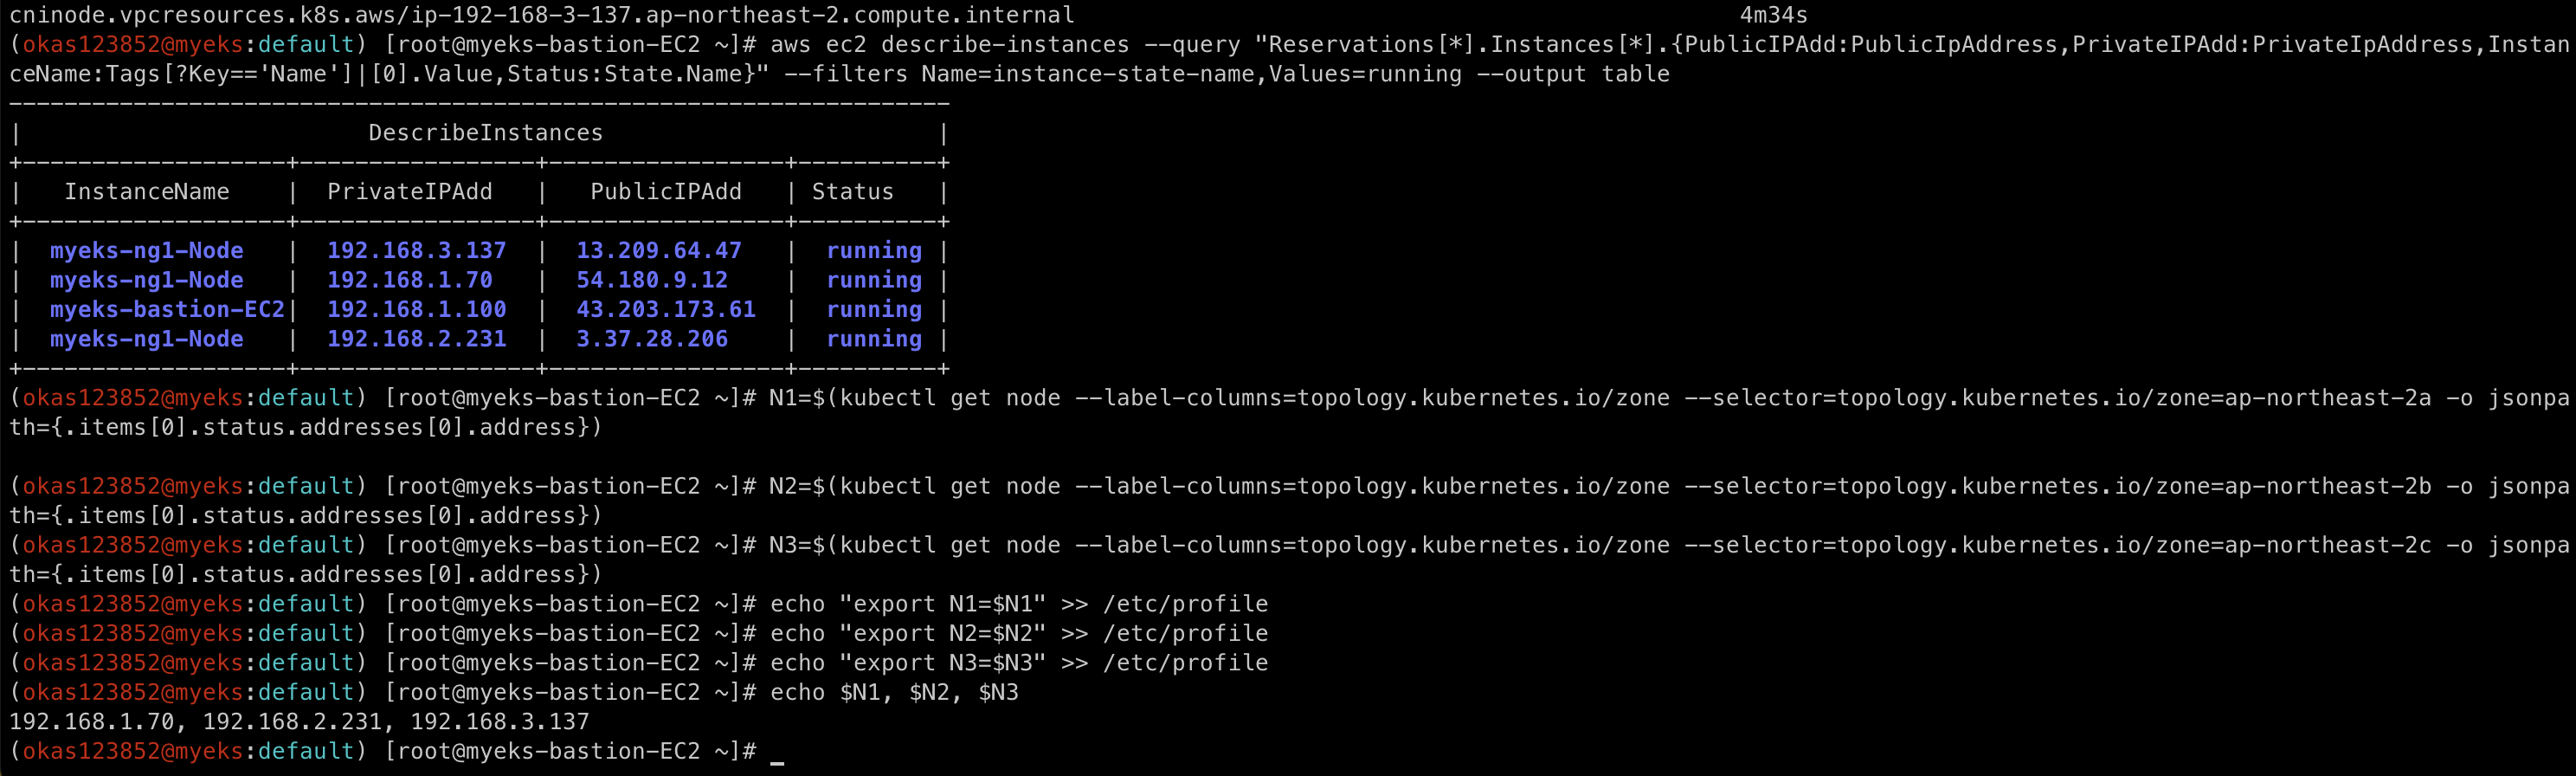 cninode.vpcresources.k8s.aws/ip-192-168-3-137.ap-northeast-2.compute.internal 4m34s
(okas123852@myeks:default) [root@myeks-bastion-EC2 ~]# aws ec2 describe-instances --query "Reservations[*].Instances[*].{PublicIPAdd:PublicIpAddress,PrivateIPAdd:PrivateIpAddress,Instan
ceName:Tags[?Key=='Name']|[0].Value,Status:State.Name}" --filters Name=instance-state-name,Values=running --output table
--------------------------------------------------------------------
|                         DescribeInstances                        |
+-------------------+-----------------+-----------------+----------+
|   InstanceName    |  PrivateIPAdd   |   PublicIPAdd   | Status   |
+-------------------+-----------------+-----------------+----------+
|  myeks-ng1-Node   |  192.168.3.137  |  13.209.64.47   |  running |
|  myeks-ng1-Node   |  192.168.1.70   |  54.180.9.12    |  running |
|  myeks-bastion-EC2|  192.168.1.100  |  43.203.173.61  |  running |
|  myeks-ng1-Node   |  192.168.2.231  |  3.37.28.206    |  running |
+-------------------+-----------------+-----------------+----------+
(okas123852@myeks:default) [root@myeks-bastion-EC2 ~]# N1=$(kubectl get node --label-columns=topology.kubernetes.io/zone --selector=topology.kubernetes.io/zone=ap-northeast-2a -o jsonpa
th={.items[0].status.addresses[0].address})
(okas123852@myeks:default) [root@myeks-bastion-EC2 ~]# N2=$(kubectl get node --label-columns=topology.kubernetes.io/zone --selector=topology.kubernetes.io/zone=ap-northeast-2b -o jsonpa
th={.items[0].status.addresses[0].address})
(okas123852@myeks:default) [root@myeks-bastion-EC2 ~]# N3=$(kubectl get node --label-columns=topology.kubernetes.io/zone --selector=topology.kubernetes.io/zone=ap-northeast-2c -o jsonpa
th={.items[0].status.addresses[0].address})
(okas123852@myeks:default) [root@myeks-bastion-EC2 ~]# echo "export N1=$N1" >> /etc/profile
(okas123852@myeks:default) [root@myeks-bastion-EC2 ~]# echo "export N2=$N2" >> /etc/profile
(okas123852@myeks:default) [root@myeks-bastion-EC2 ~]# echo "export N3=$N3" >> /etc/profile
(okas123852@myeks:default) [root@myeks-bastion-EC2 ~]# echo $N1, $N2, $N3
192.168.1.70, 192.168.2.231, 192.168.3.137
(okas123852@myeks:default) [root@myeks-bastion-EC2 ~]# _